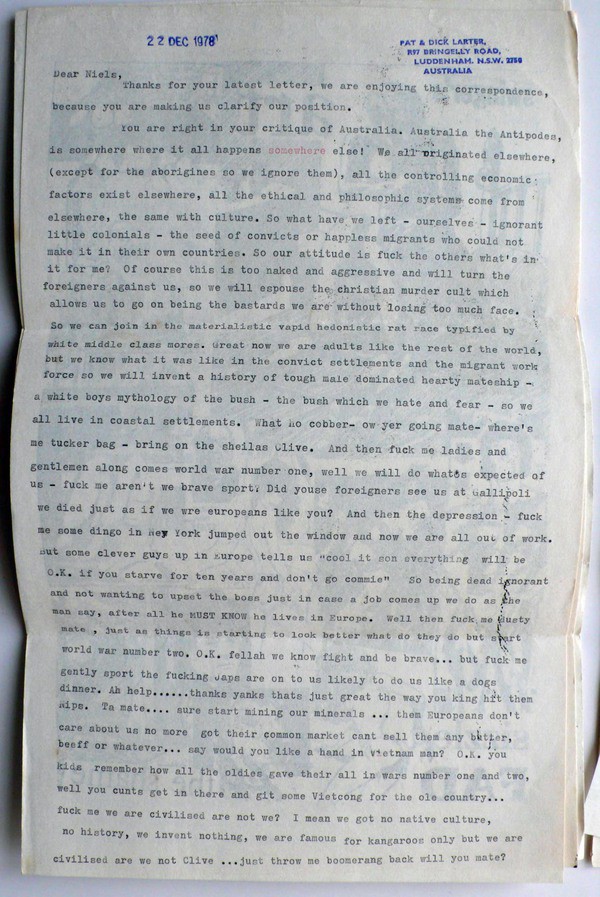 22 DEC 1978
PAT & DICK LARTER,
R97 BRINGELLY ROAD,
LUDDENHAM. N.S.W. 2750
AUSTRALIA
Dear Niels,
Thanks for your latest letter, we are enjoying this correspondence,
because you are making us clarify our position.
You are right in your critique of Australia. Australia the Antipodes,
is somewhere where it all happens somewhere else! We all originated elsewhere,
(except for the aborigines so we ignore them), all the controlling economic
factors exist elsewhere, all the ethical and philosophic systems come from
elsewhere, the same with culture. So what have we left - ourselves - ignorant
little colonials - the seed of convicts or happless migrants who could not
make it in their own countries. So our attitude is fuck the others what's in
it for me? Of course this is too naked and aggressive and will turn the
foreigners against us, so we will espouse the christian murder cult which
allows us to go on being the bastards we are without losing too much face.
So we can join in the materialistic vapid hedonistic rat race typified by
white middle class mores. Great now we are adults like the rest of the world,
but we know what it was like in the convict settlements and the migrant work
force so we will invent a history of tough male dominated hearty mateship -
a white boys mythology of the bush - the bush which we hate and fear - so we
all live in coastal settlements. What ho cobber- ow yer going mate- where's
me tucker bag - bring on the sheilas Clive. And then fuck me ladies and
gentlemen along comes world war number one, well we will do whats expected of
us - fuck me aren't we brave sport. Did youse foreigners see us at Gallipoli
we died just as if we wre europeans like you? And then the depression - fuck
me some dingo in New York jumped out the window and now we are all out of work.
But some clever guys up in Europe tells us "cool it son everything will be
O.K. if you starve for ten years and don't go commie" So being dead ignorant
and not wanting to upset the boss just in case a job comes up we do as the
man say, after all he MUST KNOW he lives in Europe. Well then fuck me dusty
mate , just as things is starting to look better what do they do but start
world war number two. O.K. fellah we know fight and be brave... but fuck me
gently sport the fucking Japs are on to us likely to do us like a dogs
dinner. Ah help......thanks yanks thats just great the way you king hit them
Nips. Ta mate.... sure start mining our minerals ... them Europeans don't
care about us no more got their common market cant sell them any butter,
beeff or whatever... say would you like a hand in Vietnam man? O.K. you
kids remember how all the oldies gave their all in wars number one and two,
well you cunts get in there and git some Vietcong for the ole country...
fuck me we are civilised are not we? I mean we got no native culture,
no history, we invent nothing, we are famous for kangaroos only but we are
civilised are we not Clive ...just throw me boomerang back will you mate?